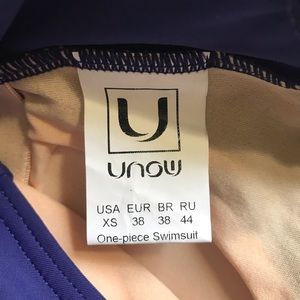 U
unow
USA EUR BR RU
XS 38 38 44
One-piece Swimsuit